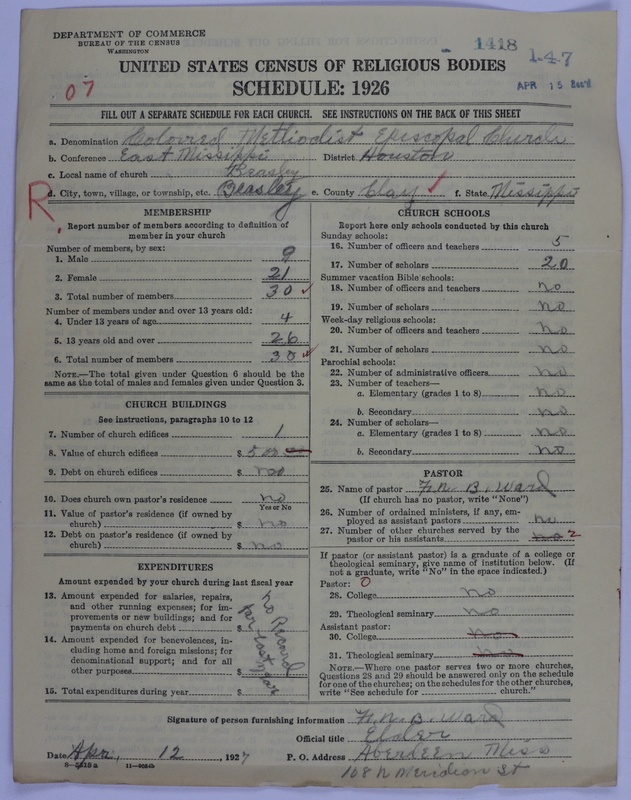 DEPARTMENT OF COMMERCE
BUREAU OF THE CENSUS
WASHINGTON
1418
1-47
APR 15 Rec'd
07
UNITED STATES CENSUS OF RELIGIOUS BODIES
SCHEDULE: 1926
FILL OUT A SEPARATE SCHEDULE FOR EACH CHURCH. SEE INSTRUCTIONS ON THE BACK OF THIS SHEET
a. Denomination Colored Methodist Episcopal Church
b. Conference East Mississippi District Houston
c. Local name of church Beasley
R.
d. City, town, village, or township, etc. Beasley e. County Clay f. State Mississippi
MEMBERSHIP
Report number of members according to definition of
member in your church
Number of members, by sex:
1. Male 9
2. Female 21
3. Total number of members 30
Number of members under and over 13 years old:
4. Under 13 years of age 4
5. 13 years old and over 26
6. Total number of members 30
NOTE.—The total given under Question 6 should be
same as the total of males and females given under Question 3.
CHURCH BUILDINGS
See instructions, paragraphs 10 to 12
7. Number of church edifices 1
8. Value of church edifices $ 500
9. Debt on church edifices $ no
10. Does church own pastor's residence no
Yes or No
11. Value of pastor's residence (if owned by
church) $ no
12. Debt on pastor's residence (if owned by
church) $ no
EXPENDITURES
Amount expended by your church during last fiscal year
13. Amount expended for salaries, repairs,
and other running expenses; for im-
provements or new buildings; and for
payments on church debt $
14. Amount expended for benevolences, in-
cluding home and foreign missions; for
denominational support; and for all
other purposes $
15. Total expenditures during year $
no Record
for last year
CHURCH SCHOOLS
Report here only schools conducted by this church
Sunday schools:
16. Number of officers and teachers 5
17. Number of scholars 20
Summer vacation Bible schools:
18. Number of officers and teachers no
19. Number of scholars no
Week-day religious schools:
20. Number of officers and teachers no
21. Number of scholars no
Parochial schools:
22. Number of administrative officers no
23. Number of teachers—
a. Elementary (grades 1 to 8) no
b. Secondary no
24. Number of scholars—
a. Elementary (grades 1 to 8) no
b. Secondary no
PASTOR
25. Name of pastor B. Ward
(If church has no pastor, write "None")
26. Number of ordained ministers, if any, em-
ployed as assistant pastors no
27. Number of other churches served by the
pastor or his assistants no 2
If pastor (or assistant pastor) is a graduate of a college or
theological seminary, give name of institution below. (If
not a graduate, write "No" in the space indicated.)
Pastor: 0
28. College no
29. Theological seminary no
Assistant pastor:
30. College no
31. Theological seminary no
NOTE.—Where one pastor serves two or more churches,
Questions 28 and 29 should be answered only on the schedule
for one of the churches; on the schedules for the other churches,
write "See schedule for church."
Signature of person furnishing information B. Ward
Official title Elder
Date Apr. 12, 1927 P. O. Address Aberdeen Miss
108 N Meridian St